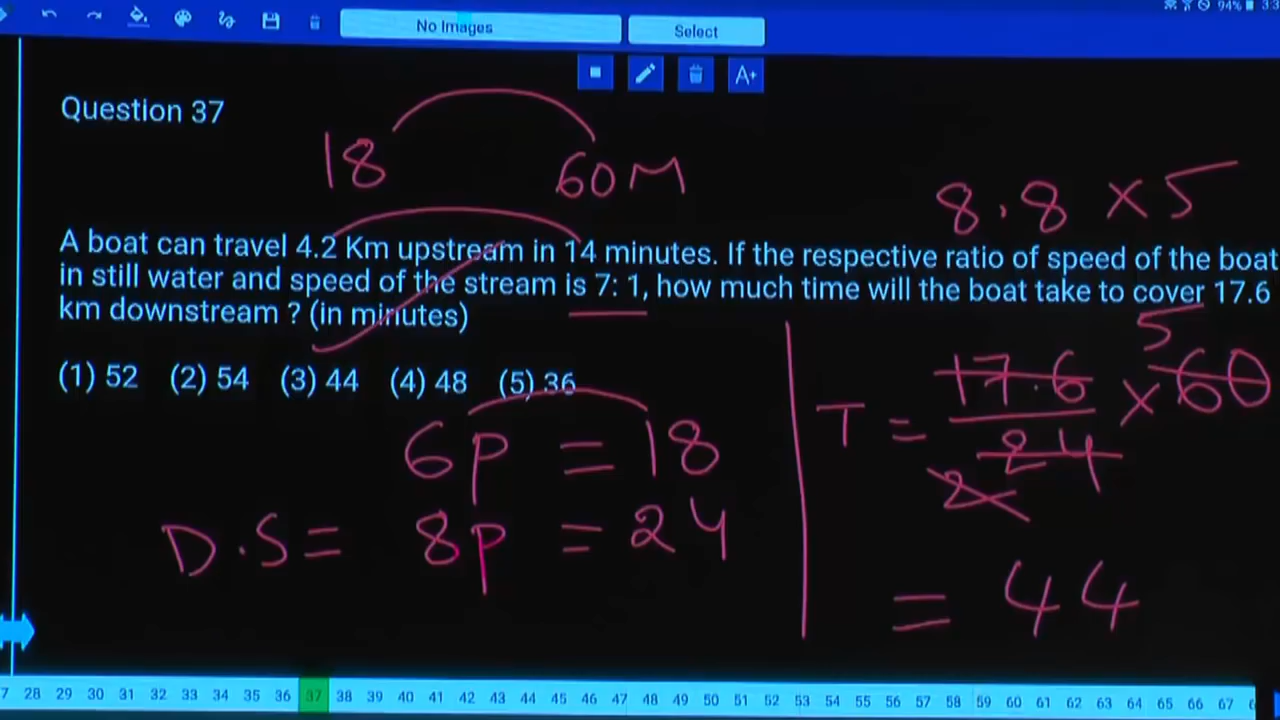 94% 3:3
No Images Select
A+
Question 37
18 60M
8.8 × 5
A boat can travel 4.2 Km upstream in 14 minutes. If the respective ratio of speed of the boat
in still water and speed of the stream is 7: 1, how much time will the boat take to cover 17.6
km downstream ? (in minutes)
(1) 52 (2) 54 (3) 44 (4) 48 (5) 36
6p = 18
D.S = 8p = 24
5
T = 17.6 × 60
24
2
= 44
7 28 29 30 31 32 33 34 35 36 37 38 39 40 41 42 43 44 45 46 47 48 49 50 51 52 53 54 55 56 57 58 59 60 61 62 63 64 65 66 67 6